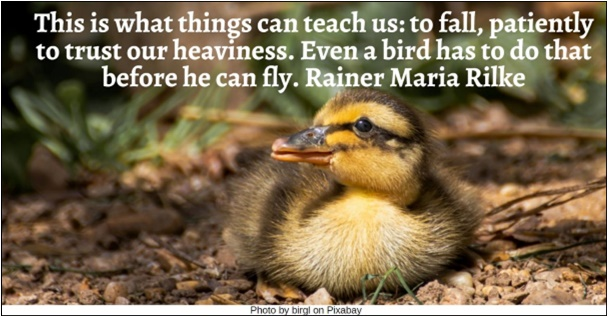 This is what things can teach us: to fall, patiently
to trust our heaviness. Even a bird has to do that
before he can fly. Rainer Maria Rilke
Photo by birgl on Pixabay